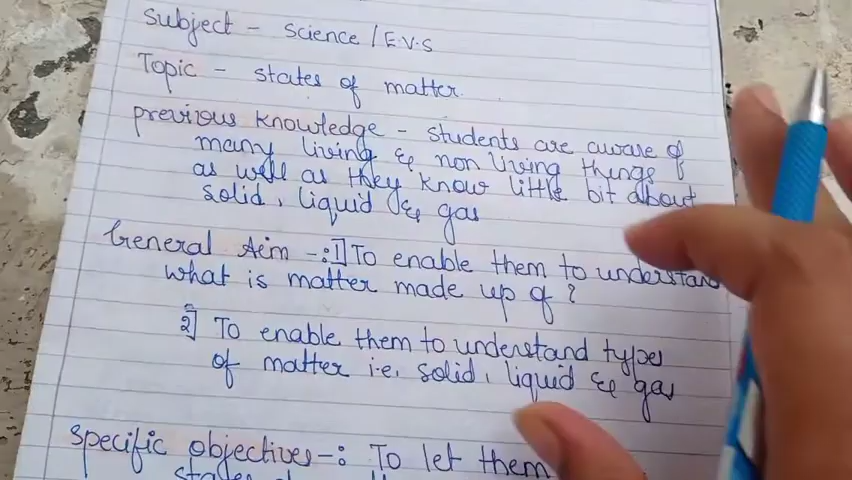 Subject - Science / E.V.S
Topic - states of matter.
previous knowledge - students are aware of
many living & non living things
as well as they know little bit about
solid, liquid & gas
General Aim -: 1] To enable them to understand
what is matter made up of ?
2] To enable them to understand types
of matter i.e. solid, liquid & gas
Specific objectives -: To let them